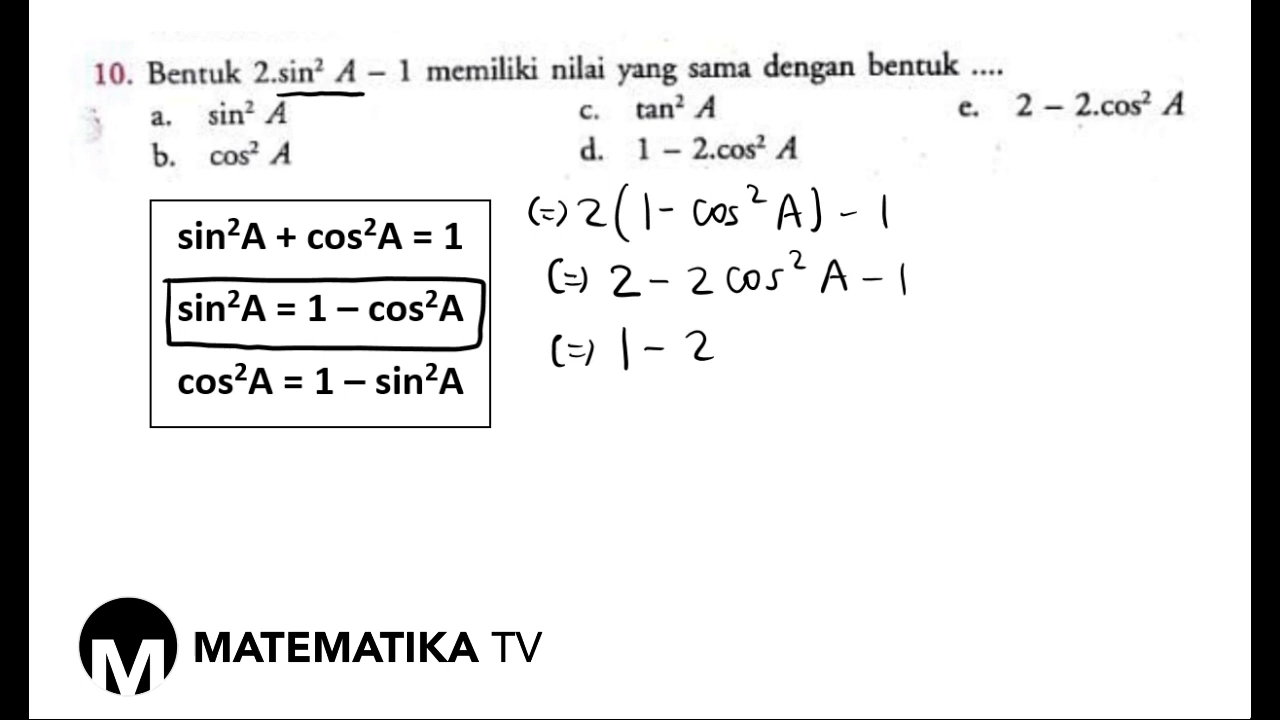 10. Bentuk 2.sin² A – 1 memiliki nilai yang sama dengan bentuk ....
a. sin² A c. tan² A e. 2 – 2.cos² A
b. cos² A d. 1 – 2.cos² A
sin²A + cos²A = 1
sin²A = 1 – cos²A
cos²A = 1 – sin²A
(=) 2(1 - cos²A) - 1
(=) 2 - 2 cos² A - 1
(=) 1 - 2
M MATEMATIKA TV